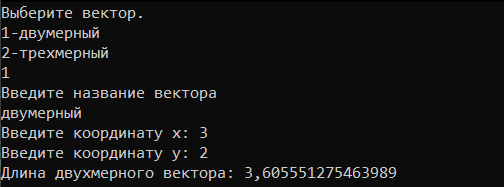 Выберите вектор.
1-двумерный
2-трехмерный
1
Введите название вектора
двумерный
Введите координату x: 3
Введите координату y: 2
Длина двухмерного вектора: 3,605551275463989